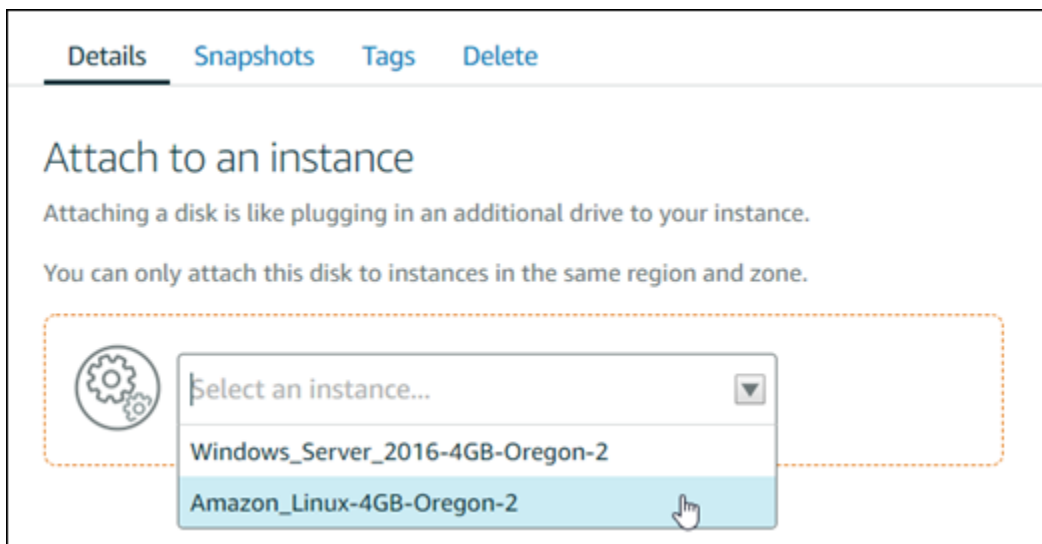 Details Snapshots Tags Delete
Attach to an instance
Attaching a disk is like plugging in an additional drive to your instance.
You can only attach this disk to instances in the same region and zone.
Select an instance...
Windows_Server_2016-4GB-Oregon-2
Amazon_Linux-4GB-Oregon-2